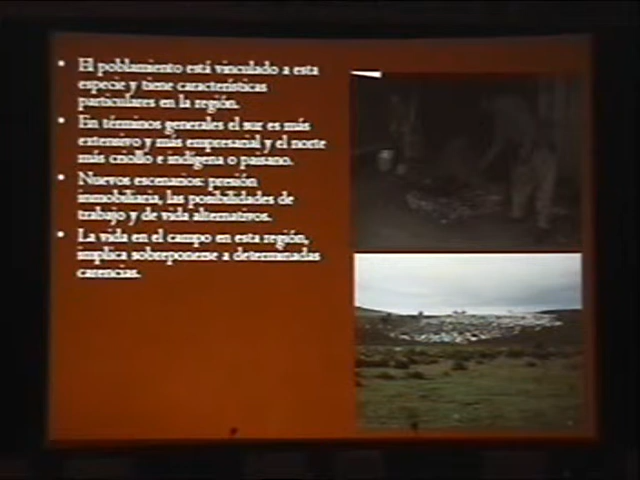 • El poblamiento está vinculado a esta
especie y tiene características
particulares en la región.
• En términos generales el sur es más
extensivo y más empresarial y el norte
más criollo e indígena o paisano.
• Nuevos escenarios: presión
inmobiliaria, las posibilidades de
trabajo y de vida alternativos.
• La vida en el campo en esta región,
implica sobreponerse a determinadas
carencias.